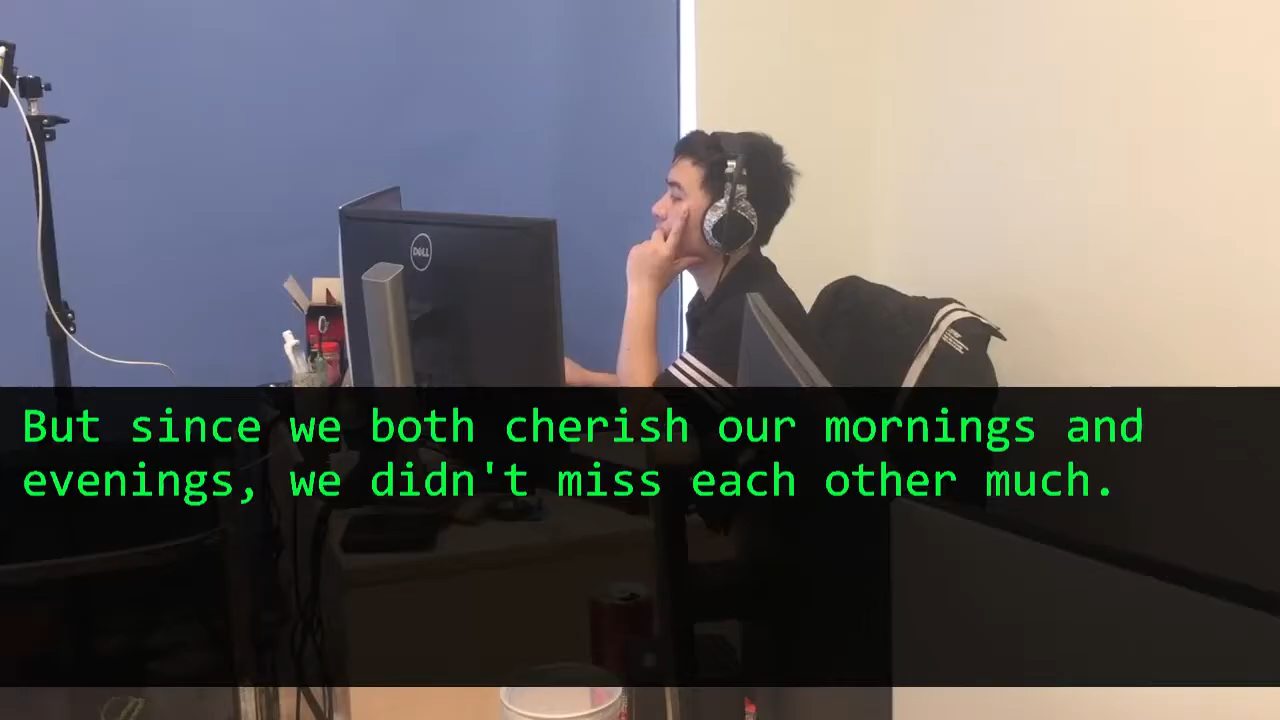 DELL
But since we both cherish our mornings and
evenings, we didn't miss each other much.